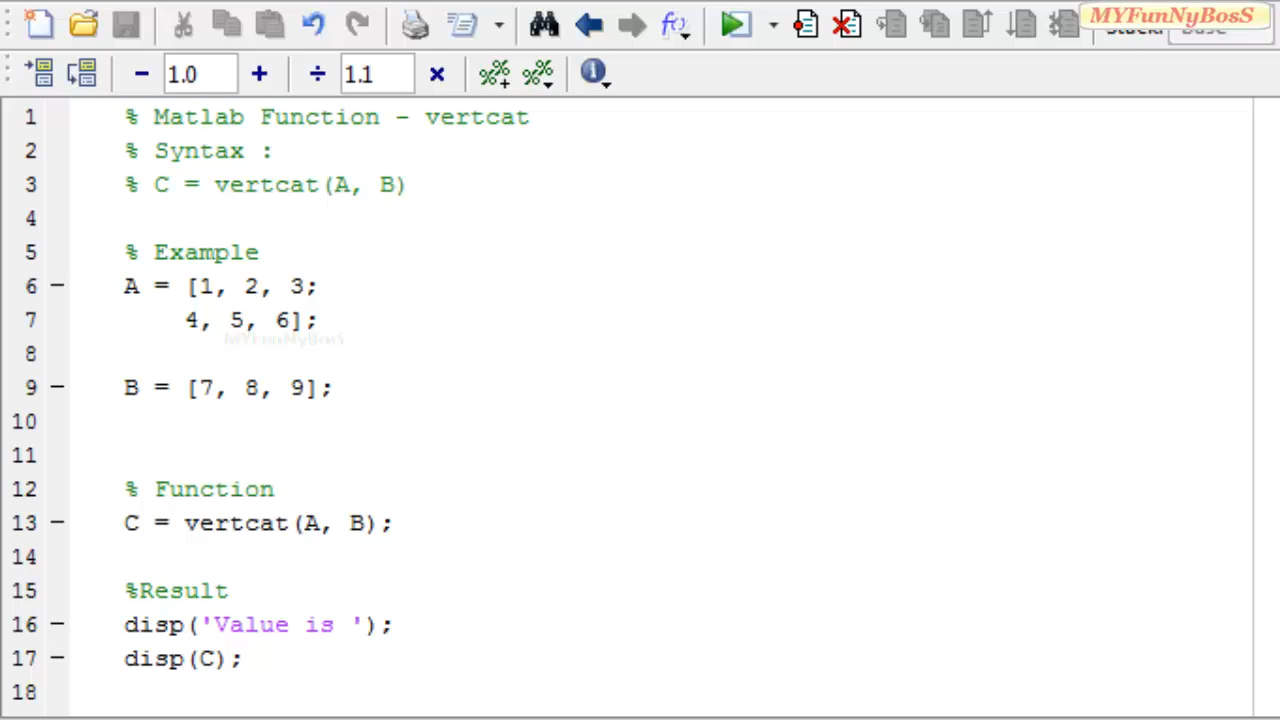 MYFunNyBosS
Base
1.0
1.1
1 % Matlab Function - vertcat
2 % Syntax :
3 % C = vertcat(A, B)
4
5 % Example
6 A = [1, 2, 3;
7 4, 5, 6];
MYFunNyBosS
8
9 B = [7, 8, 9];
10
11
12 % Function
13 C = vertcat(A, B);
14
15 %Result
16 disp('Value is ');
17 disp(C);
18